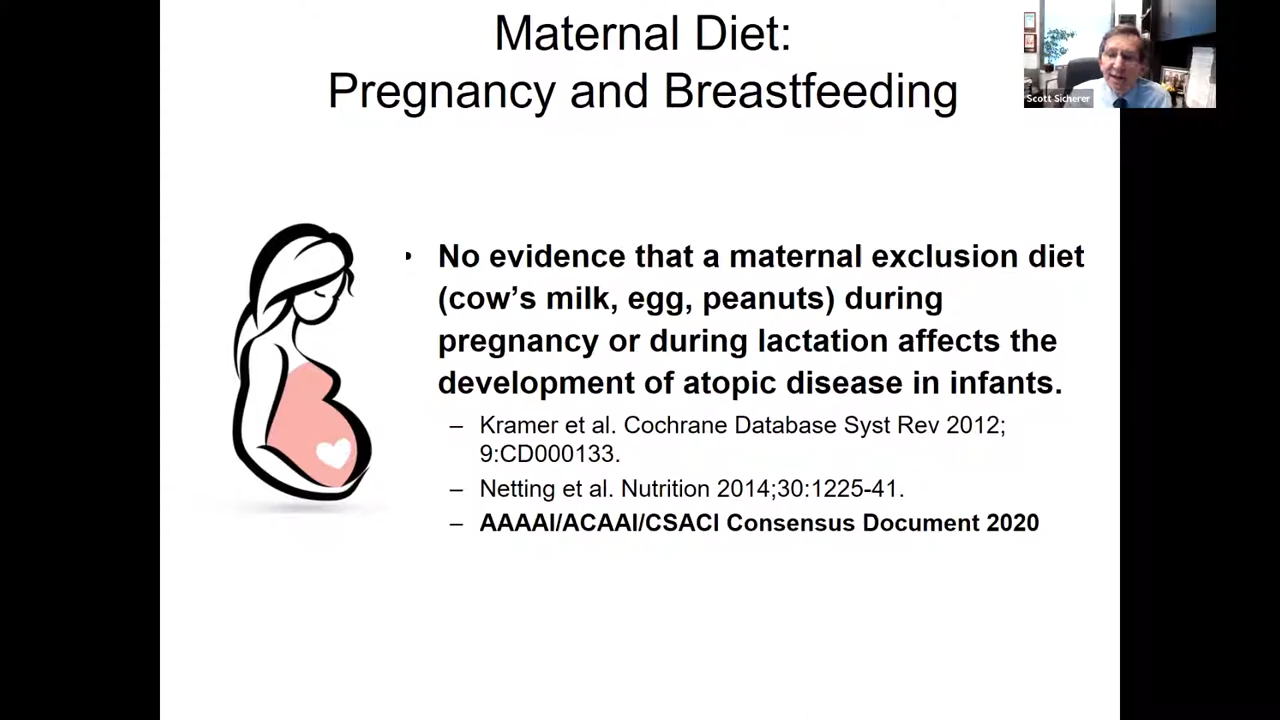 Maternal Diet:
Pregnancy and Breastfeeding
Scott Sicherer
• No evidence that a maternal exclusion diet
(cow’s milk, egg, peanuts) during
pregnancy or during lactation affects the
development of atopic disease in infants.
– Kramer et al. Cochrane Database Syst Rev 2012;
9:CD000133.
– Netting et al. Nutrition 2014;30:1225-41.
– AAAAI/ACAAI/CSACI Consensus Document 2020